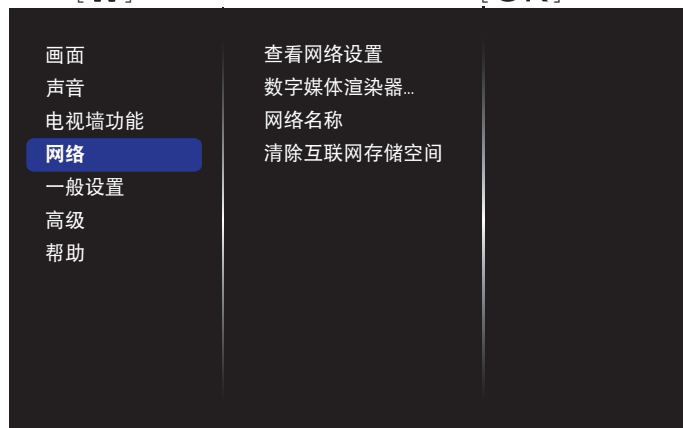 画面
声音
电视墙功能
网络
一般设置
高级
帮助
查看网络设置
数字媒体渲染器...
网络名称
清除互联网存储空间